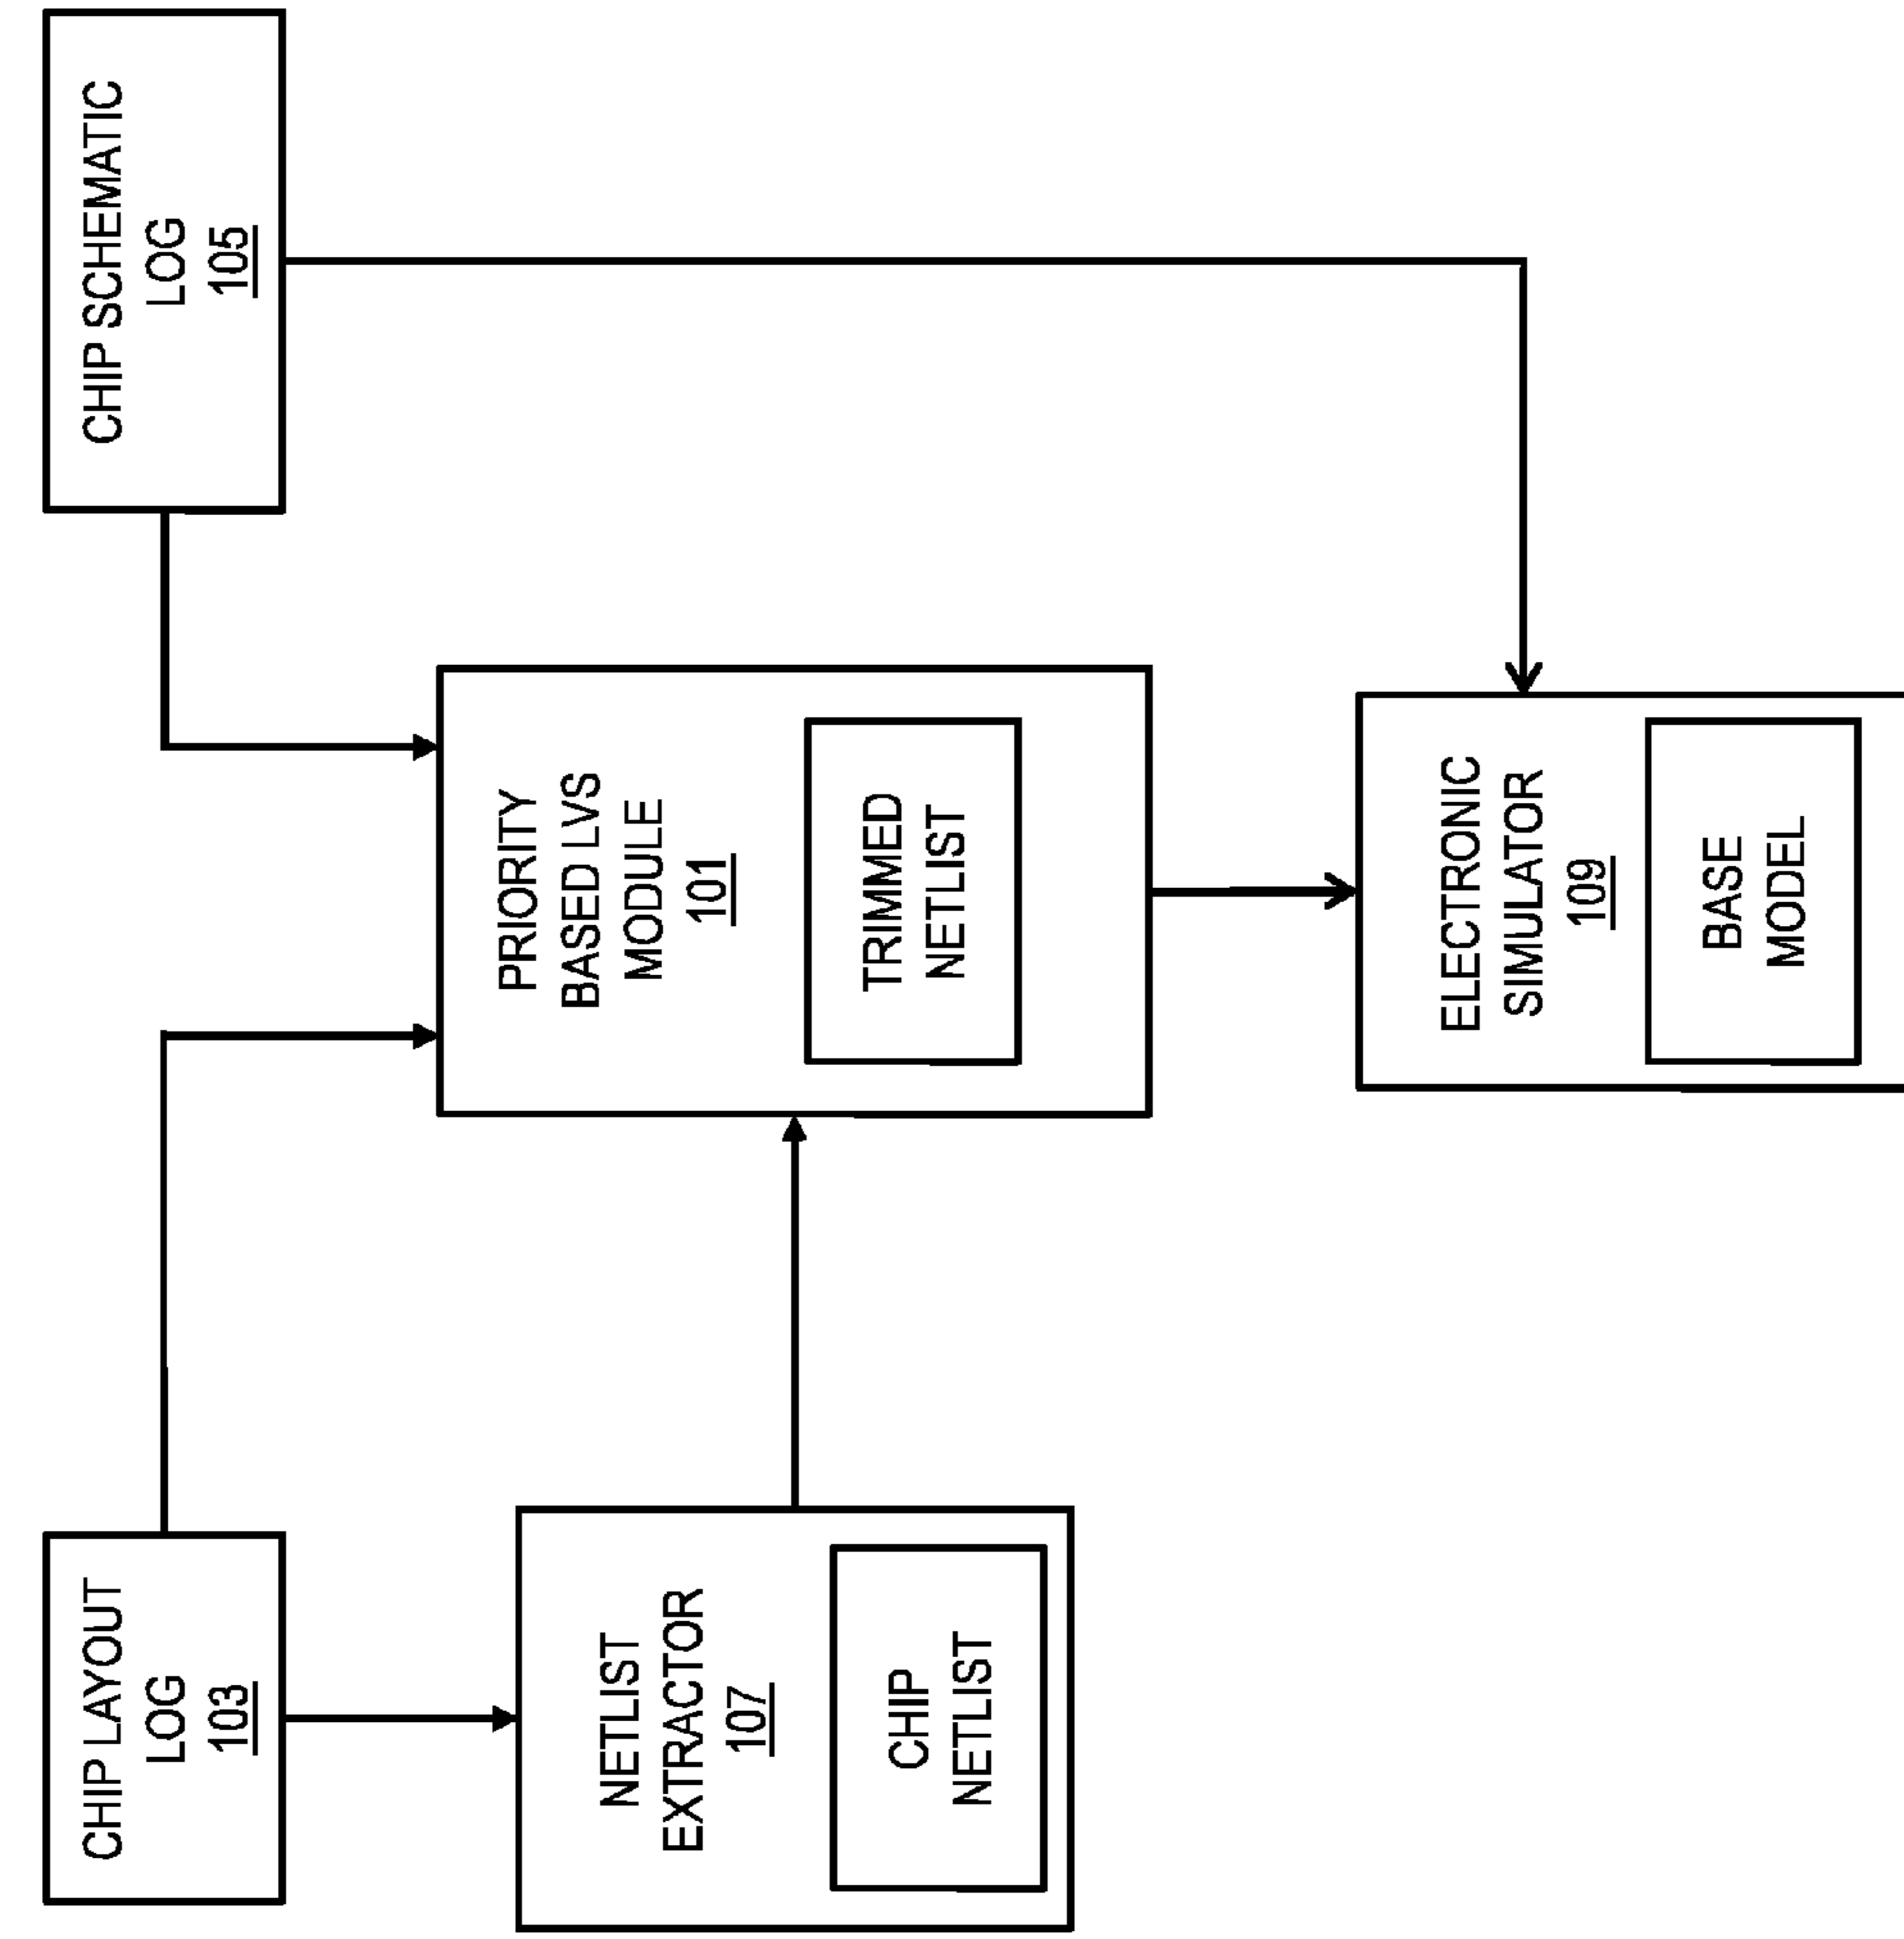 CHIP LAYOUT
LOG
103
CHIP SCHEMATIC
LOG
105
PRIORITY
BASED LVS
MODULE
101
TRIMMED
NETLIST
NETLIST
EXTRACTOR
107
CHIP
NETLIST
ELECTRONIC
SIMULATOR
109
BASE
MODEL